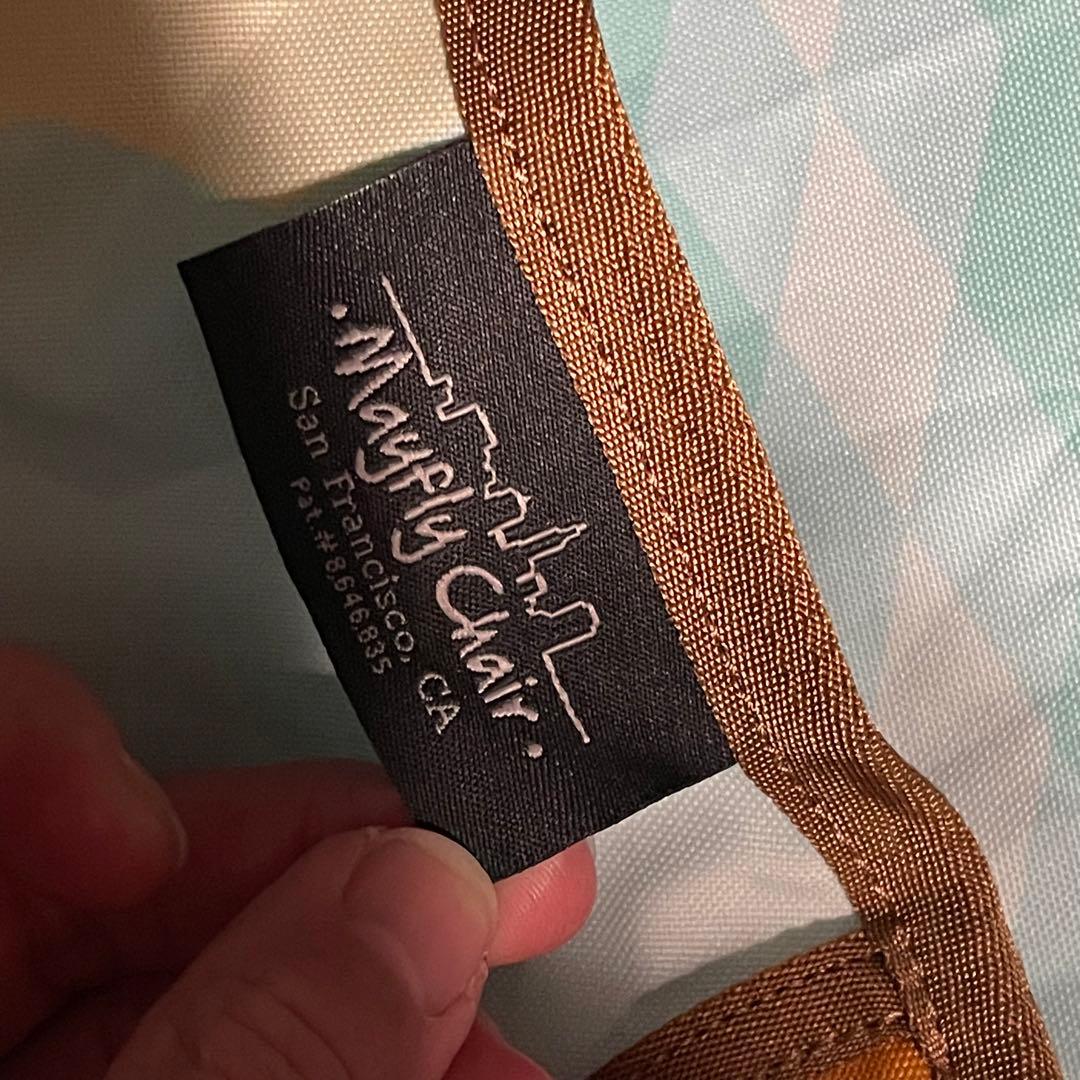 ·Mayfly Chair·
San Francisco, CA
Pat.#8,646,835